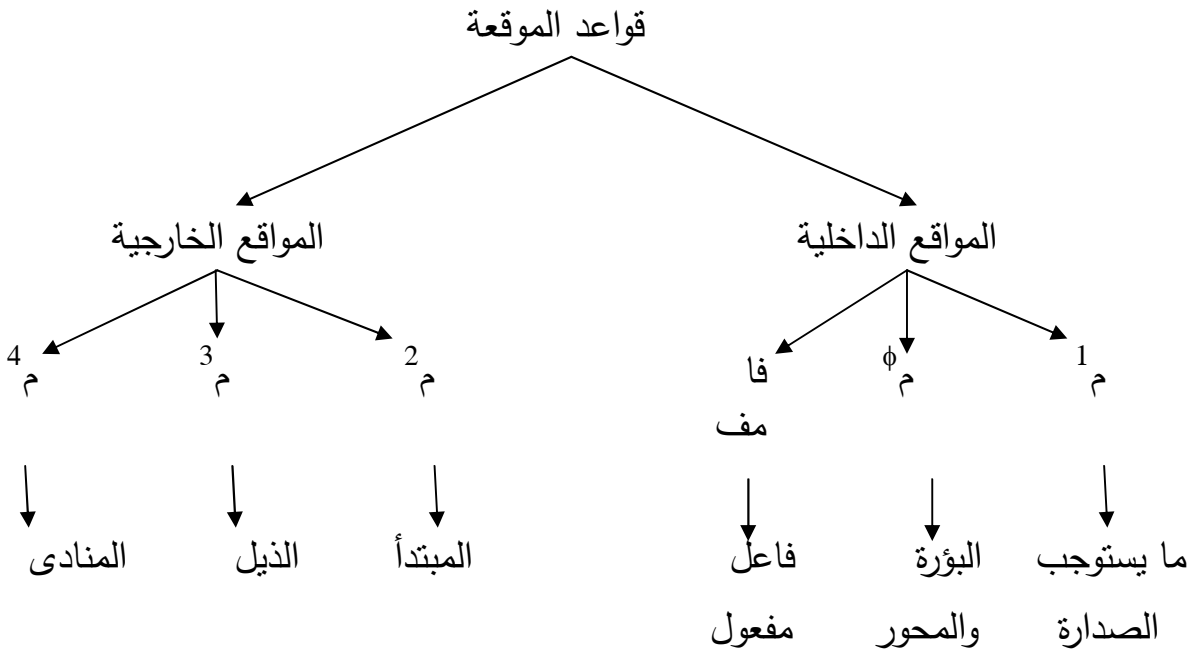 قواعد الموقعة
المواقع الداخلية
المواقع الخارجية
م1
مφ
فا
مف
م2
م3
م4
ما يستوجب
الصدارة
البؤرة
والمحور
فاعل
مفعول
المبتدأ
الذيل
المنادى